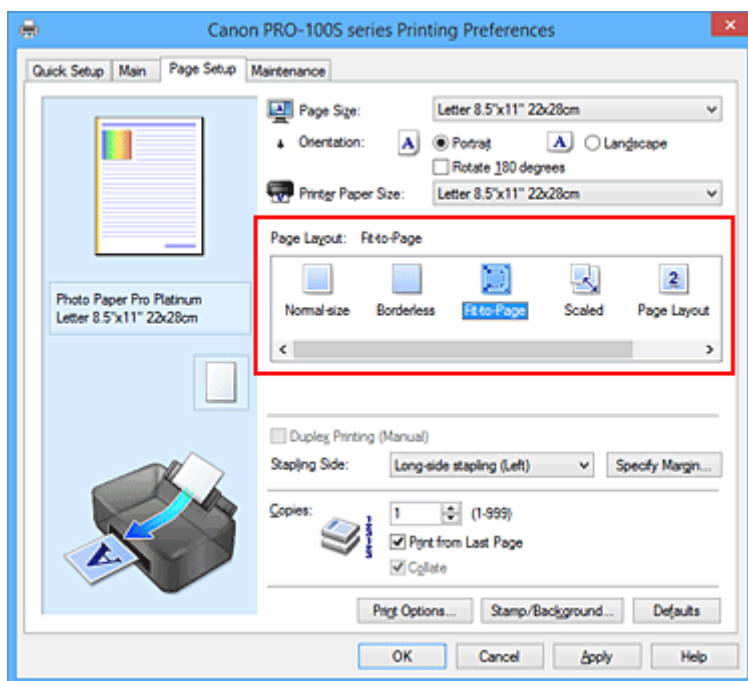 Canon PRO-100S series Printing Preferences
Quick Setup Main Page Setup Maintenance
Page Size: Letter 8.5"x11" 22x28cm
Orientation: A Portrait A Landscape
Rotate 180 degrees
Printer Paper Size: Letter 8.5"x11" 22x28cm
Page Layout: Fit-to-Page
2
Normal-size Borderless Fit-to-Page Scaled Page Layout
Photo Paper Pro Platinum
Letter 8.5"x11" 22x28cm
Duplex Printing (Manual)
Stapling Side: Long-side stapling (Left) Specify Margin...
Copies: 1 (1-999)
Print from Last Page
Collate
A
Print Options... Stamp/Background... Defaults
OK Cancel Apply Help